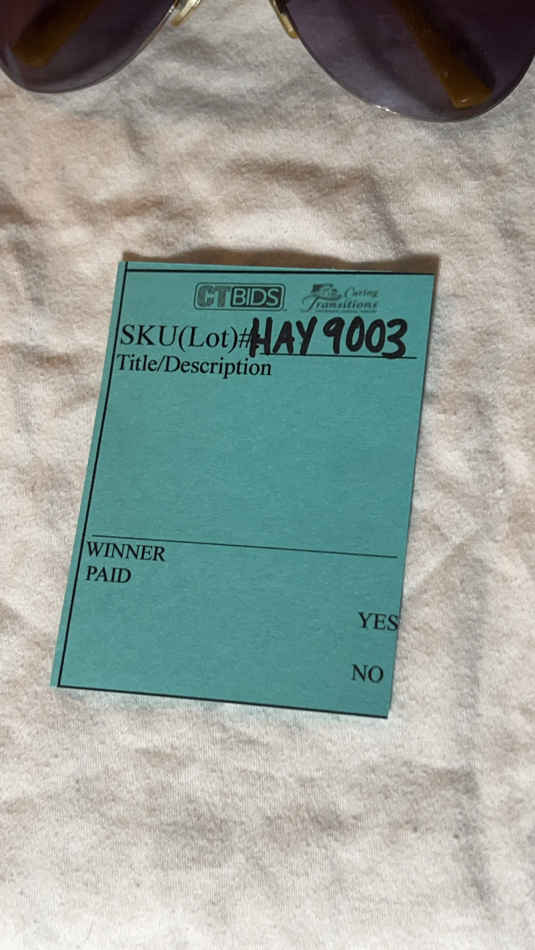 CTBIDS Caring Transitions
SKU(Lot)#HAY 9003
Title/Description
WINNER
PAID
YES
NO